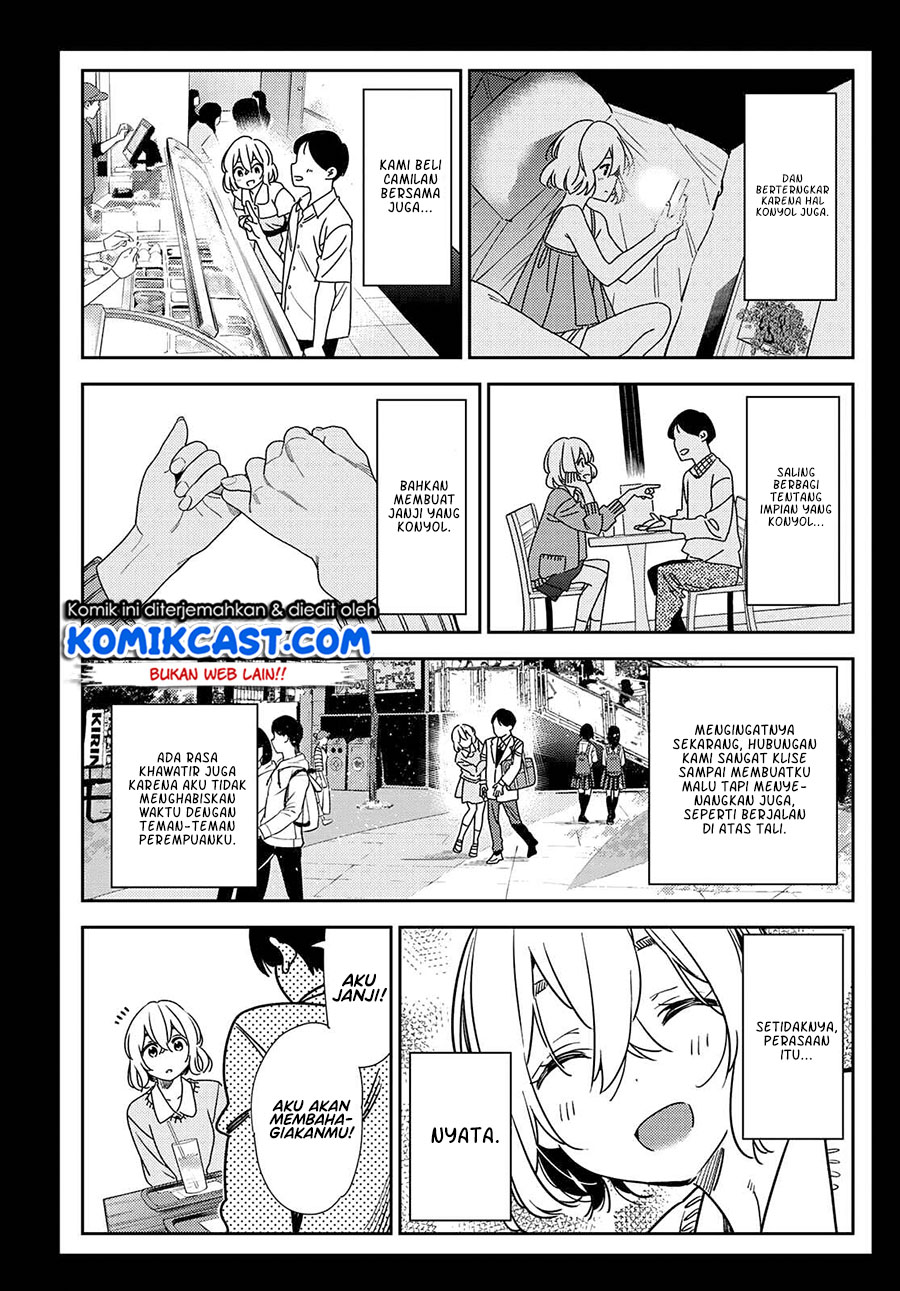 DAN
BERTERNGKAR
KARENA HAL
KONYOL JUGA.
KAMI BELI
CAMILAN
BERSAMA
JUGA...
SALING
BERBAGI
TENTANG
IMPIAN YANG
KONYOL...
BAHKAN
MEMBUAT
JANJI YANG
KONYOL.
Komik ini diterjemahkan & diedit oleh
KOMIKCAST.COM
BUKAN WEB LAIN!!
MENGINGATNYA
SEKARANG, HUBUNGAN
KAMI SANGAT KLISE
SAMPAI MEMBUATKU
MALU TAPI MENYE-
NANGKAN JUGA,
SEPERTI BERJALAN
DI ATAS TALI.
KIRIN
ADA RASA
KHAWATIR JUGA
KARENA AKU TIDAK
MENGHABISKAN
WAKTU DENGAN
TEMAN-TEMAN
PEREMPUANKU.
SETIDAKNYA,
PERASAAN
ITU...
NYATA.
AKU
JANJI!
AKU AKAN
MEMBAHA-
GIAKANMU!